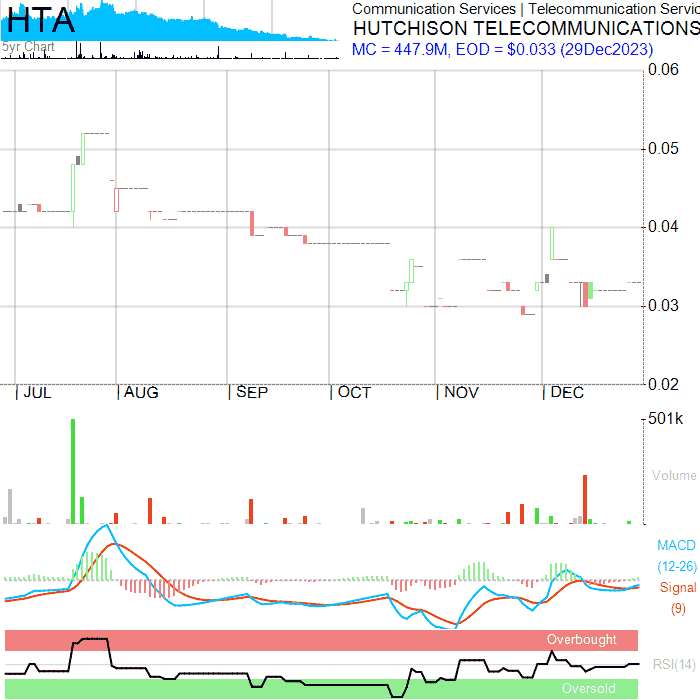 HTA
Communication Services | Telecommunication Servic
HUTCHISON TELECOMMUNICATIONS
MC = 447.9M, EOD = $0.033 (29Dec2023)
5yr Chart
0.06
0.05
0.04
0.03
0.02
|JUL |AUG |SEP |OCT |NOV |DEC
501k
Volume
MACD
(12-26)
Signal
(9)
Overbought
RSI(14)
Oversold